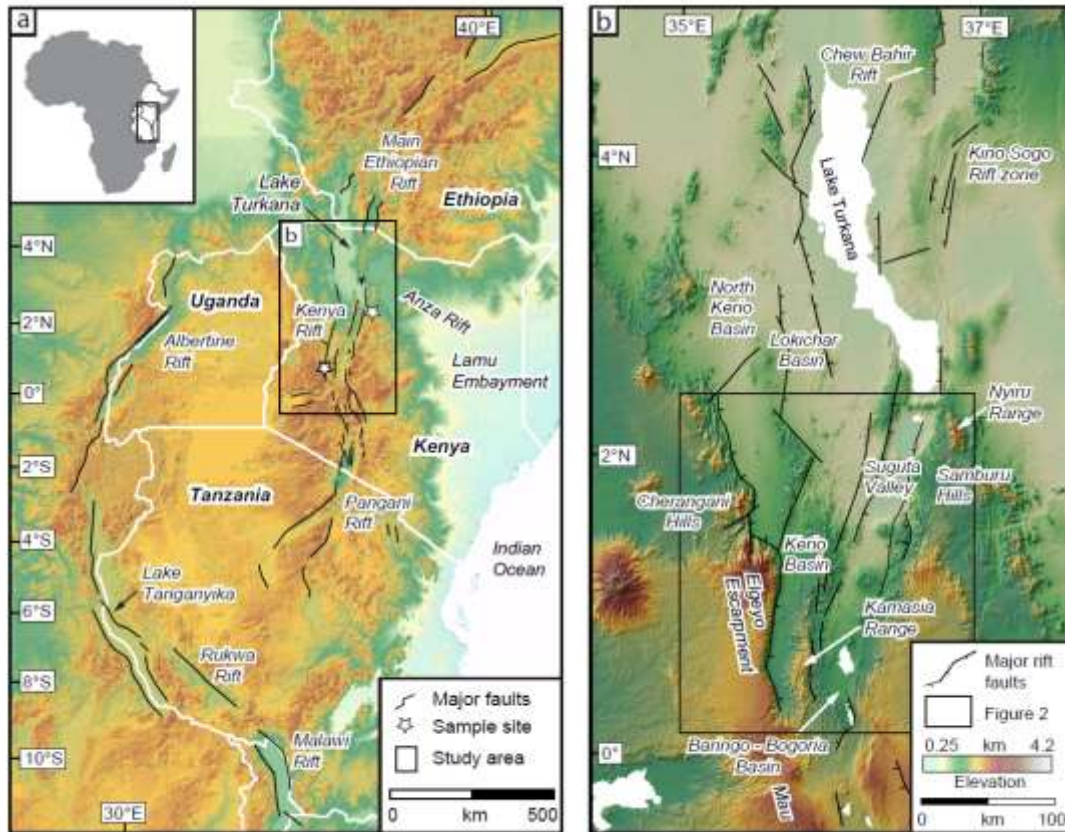 a
40°E
Main
Ethiopian
Rift
Lake
Turkana
Ethiopia
b
4°N
Uganda
Anza Rift
2°N
Kenya
Rift
Albertine
Rift
Lamu
Embayment
0°
Kenya
2°S
Tanzania
Pangani
Rift
4°S
Indian
Ocean
Lake
Tanganyika
6°S
Rukwa
Rift
8°S
Malawi
Rift
10°S
30°E
Major faults
Sample site
Study area
0 km 500
b
35°E
37°E
Chew Bahir
Rift
4°N
Kino Sogo
Rift zone
Lake Turkana
North
Kerio
Basin
Lokichar
Basin
Nyiru
Range
2°N
Suguta
Valley
Samburu
Hills
Cherangani
Hills
Kerio
Basin
Elgeyo
Escarpment
Kamasia
Range
Baringo - Bogoria
Basin
0°
Mau
Major rift
faults
Figure 2
0.25 km 4.2
Elevation
0 km 100